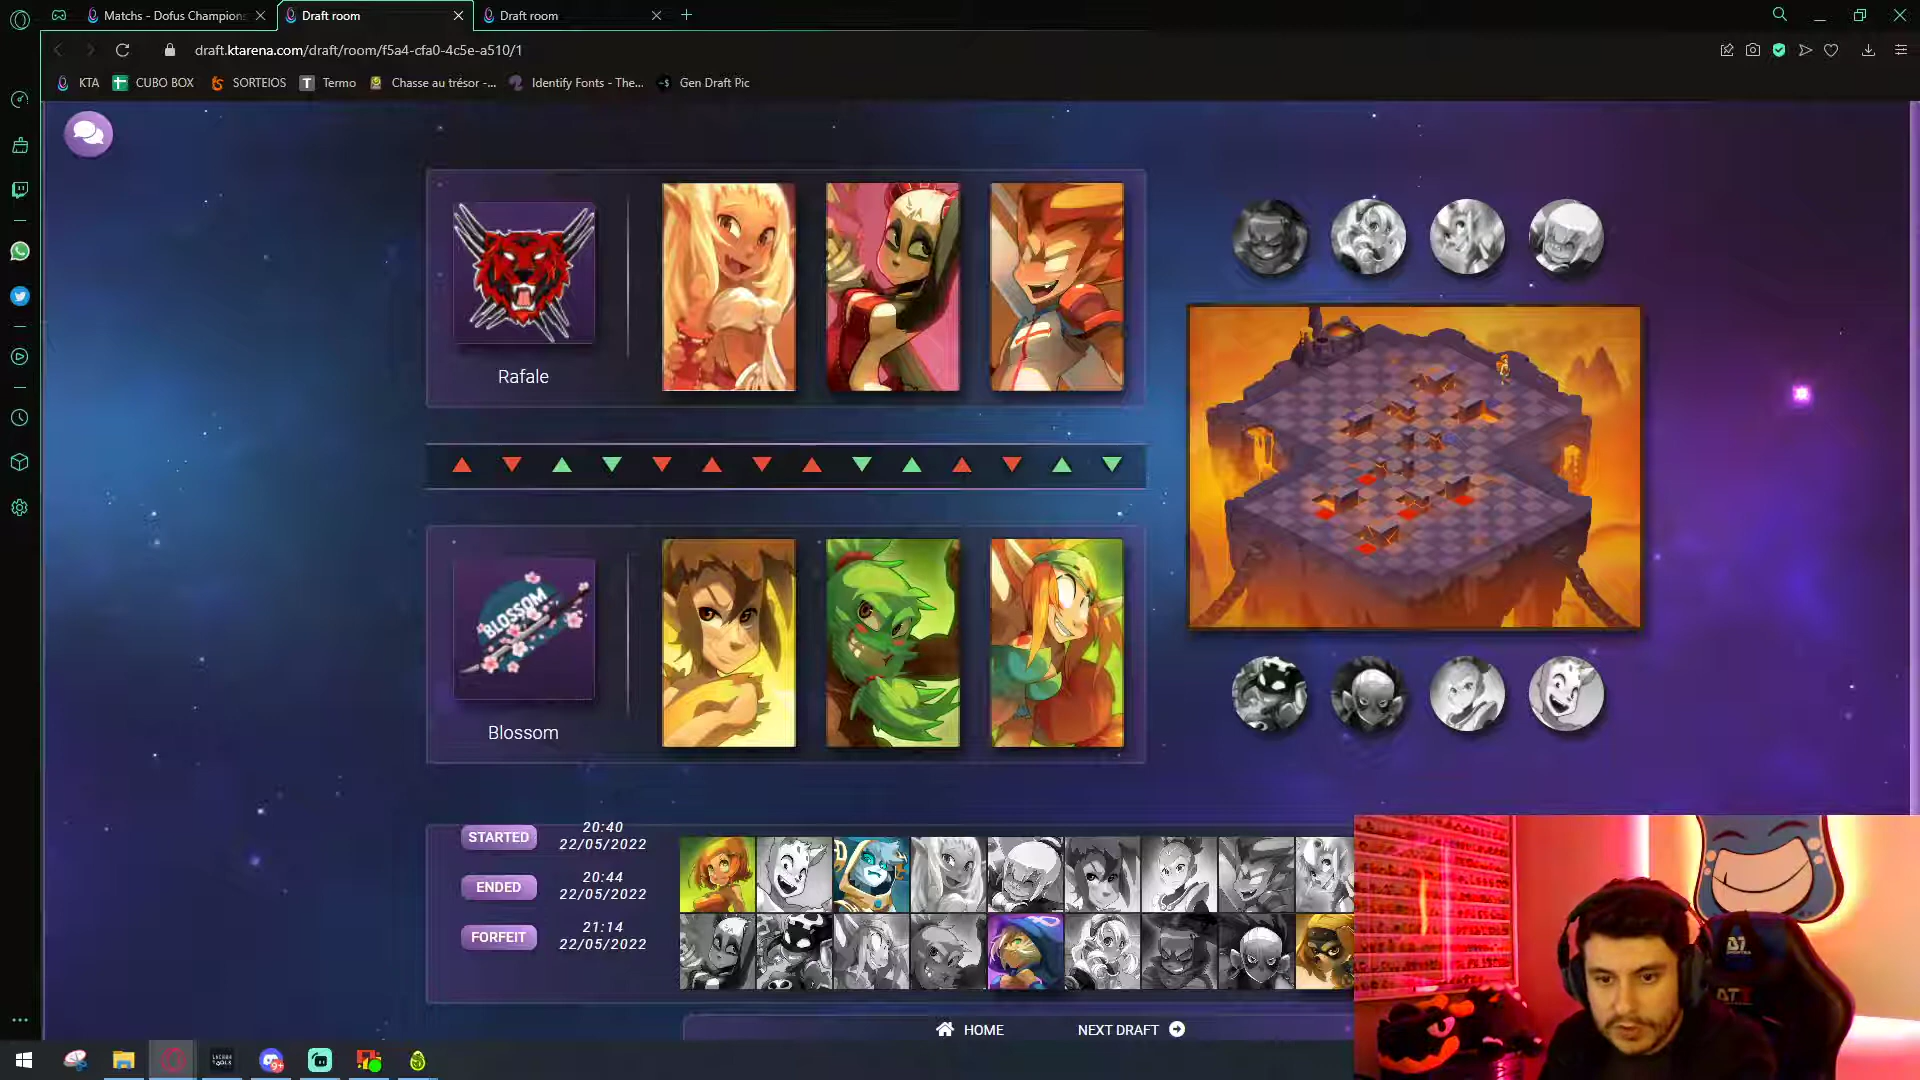 Matchs - Dofus Champions
Draft room
Draft room
draft.ktarena.com/draft/room/f5a4-cfa0-4c5e-a510/1
KTA
CUBO BOX
SORTEIOS
T Termo
Chasse au trésor -...
Identify Fonts - The...
Gen Draft Pic
Rafale
BLOSSOM
Blossom
STARTED
20:40
22/05/2022
ENDED
20:44
22/05/2022
FORFEIT
21:14
22/05/2022
HOME
NEXT DRAFT
9+